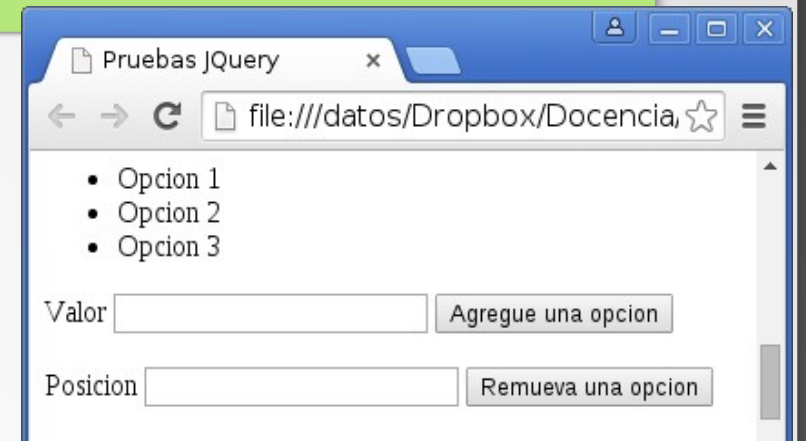 Pruebas JQuery
file:///datos/Dropbox/Docencia/
Opcion 1
Opcion 2
Opcion 3
Valor Agregue una opcion
Posicion Remueva una opcion